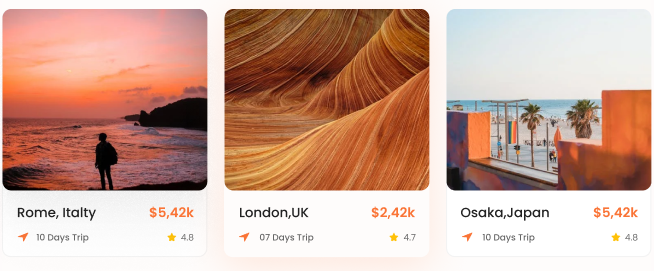 Rome, Italty $5,42k
10 Days Trip 4.8
London,UK $2,42k
07 Days Trip 4.7
Osaka,Japan $5,42k
10 Days Trip 4.8